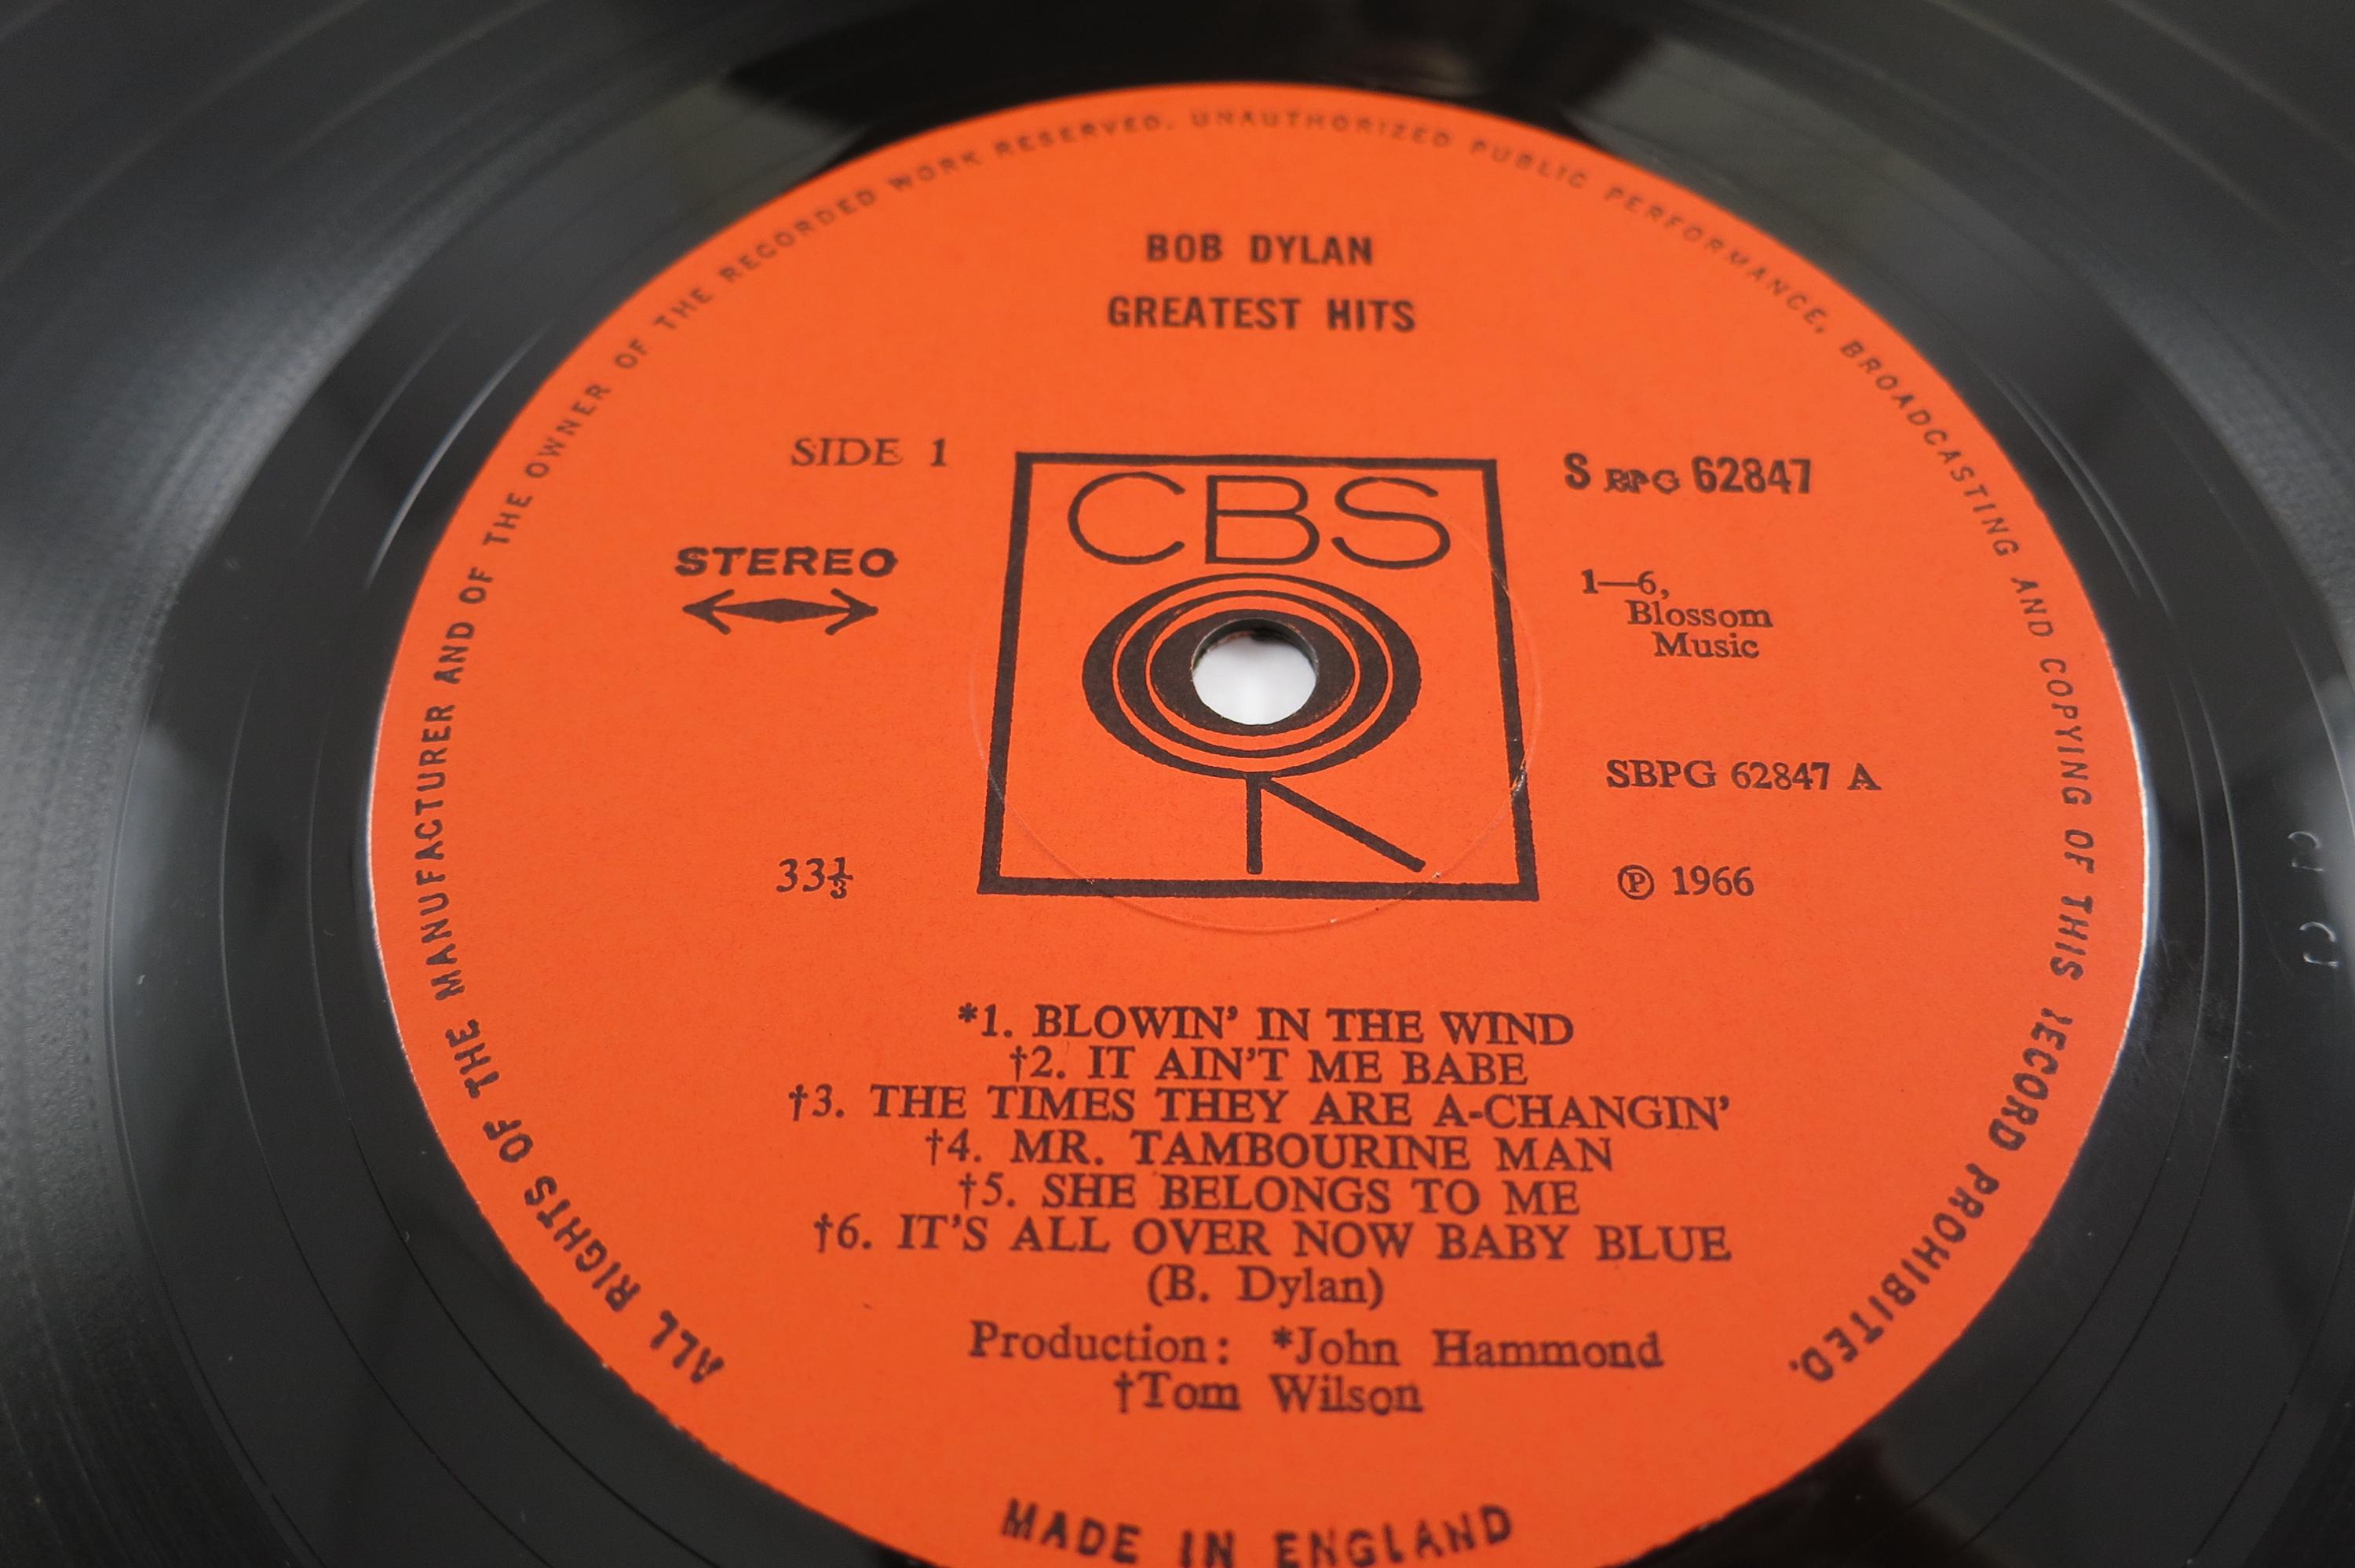 ALL RIGHTS OF THE MANUFACTURER AND OF THE OWNER OF THE RECORDED WORK RESERVED. UNAUTHORIZED PUBLIC PERFORMANCE, BROADCASTING AND COPYING OF THIS RECORD PROHIBITED.
BOB DYLAN
GREATEST HITS
SIDE 1
STEREO
33⅓
CBS
S BPG 62847
1—6,
Blossom
Music
SBPG 62847 A
℗ 1966
*1. BLOWIN' IN THE WIND
†2. IT AIN'T ME BABE
†3. THE TIMES THEY ARE A-CHANGIN'
†4. MR. TAMBOURINE MAN
†5. SHE BELONGS TO ME
†6. IT'S ALL OVER NOW BABY BLUE
(B. Dylan)
Production: *John Hammond
†Tom Wilson
MADE IN ENGLAND